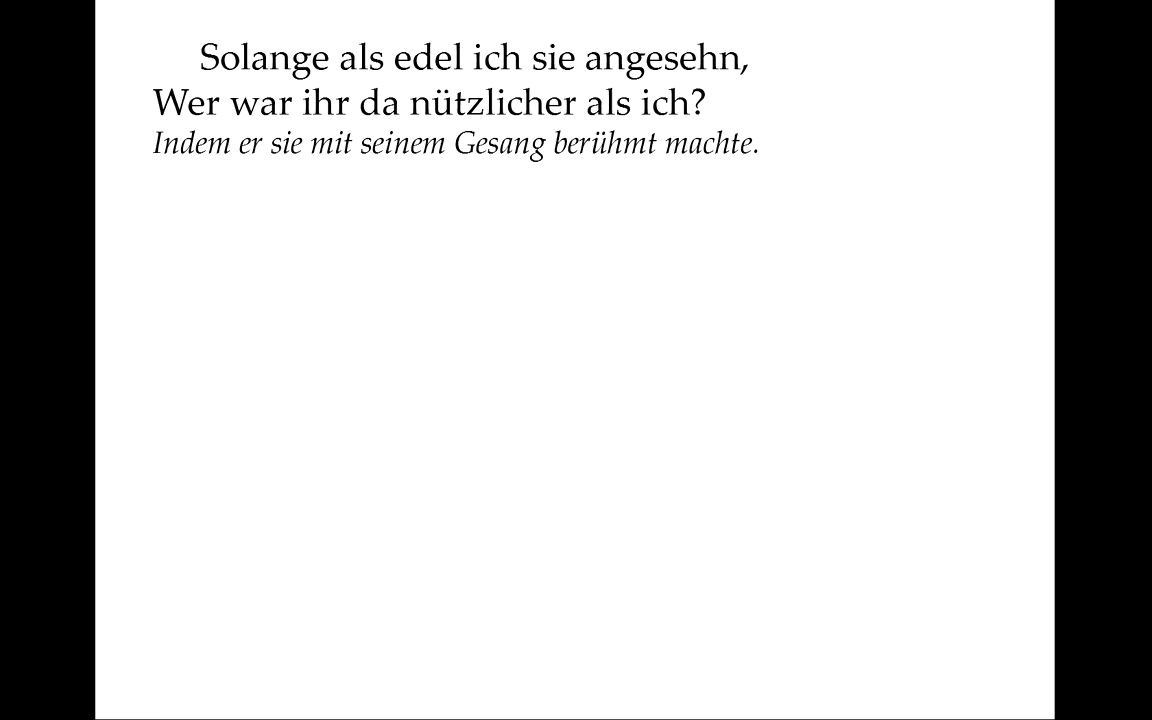 Solange als edel ich sie angesehn,
Wer war ihr da nützlicher als ich?
Indem er sie mit seinem Gesang berühmt machte.